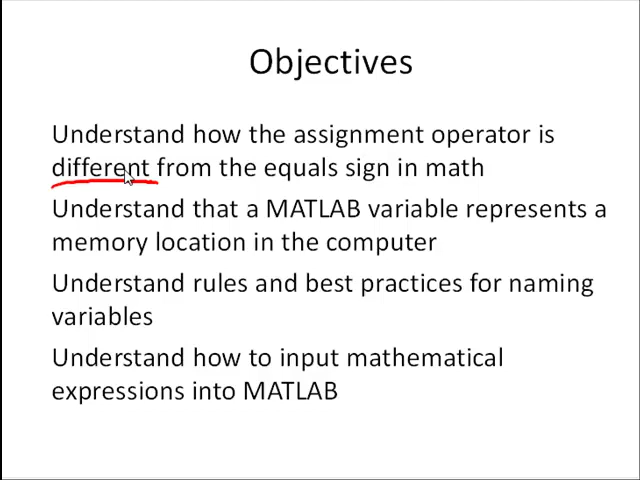 Objectives
Understand how the assignment operator is
different from the equals sign in math
Understand that a MATLAB variable represents a
memory location in the computer
Understand rules and best practices for naming
variables
Understand how to input mathematical
expressions into MATLAB